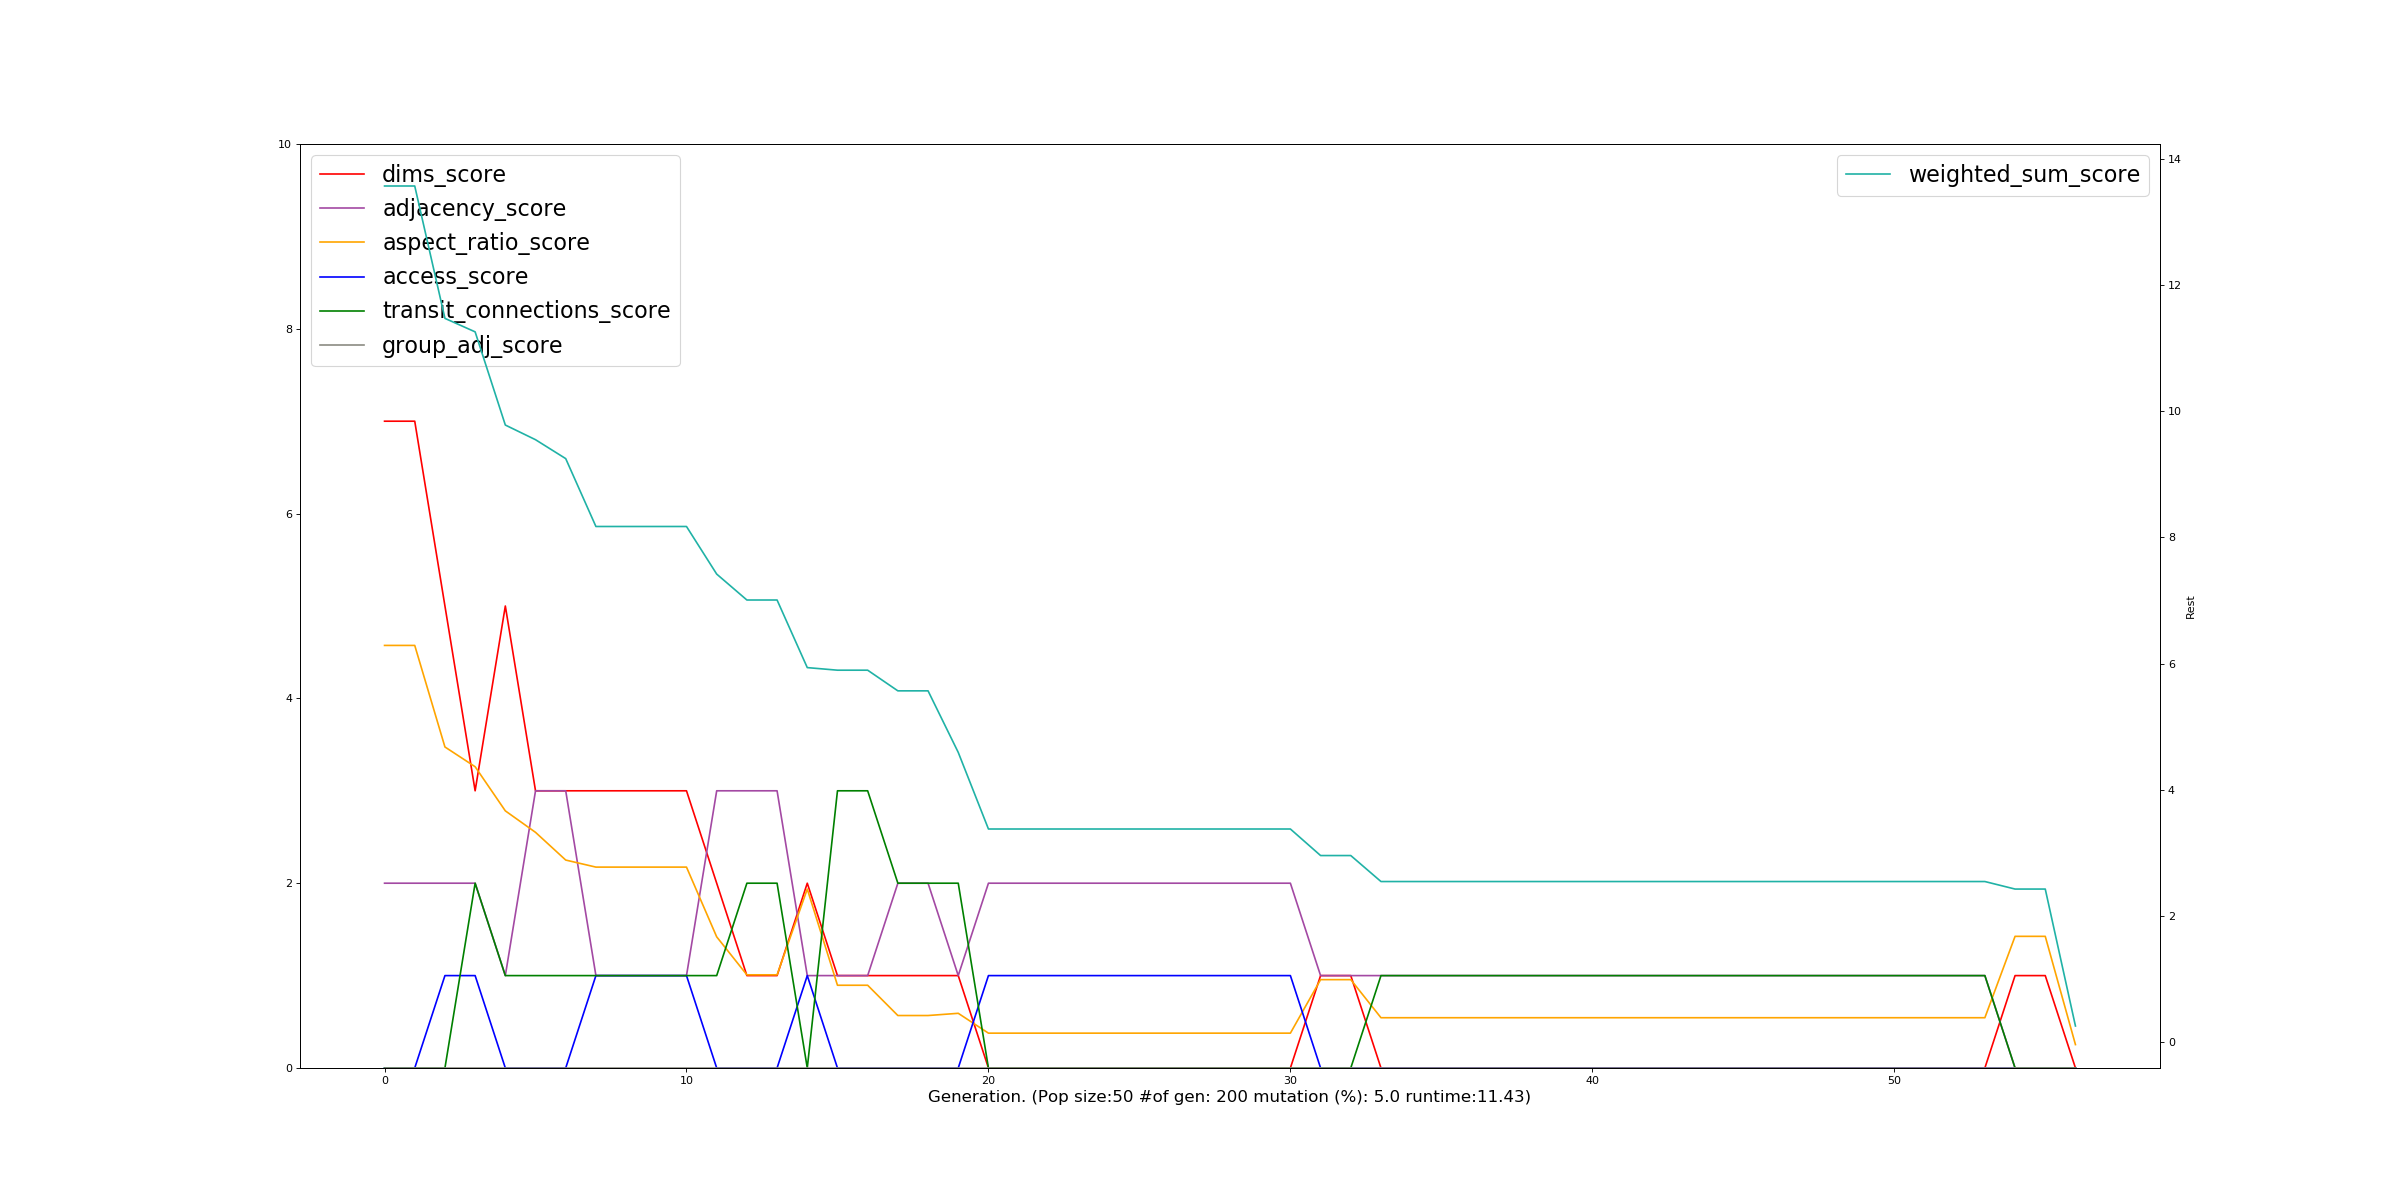 10
8
6
4
2
0
dims_score
adjacency_score
aspect_ratio_score
access_score
transit_connections_score
group_adj_score
weighted_sum_score
14
12
10
8
6
4
2
0
Rest
0 10 20 30 40 50
Generation. (Pop size:50 #of gen: 200 mutation (%): 5.0 runtime:11.43)